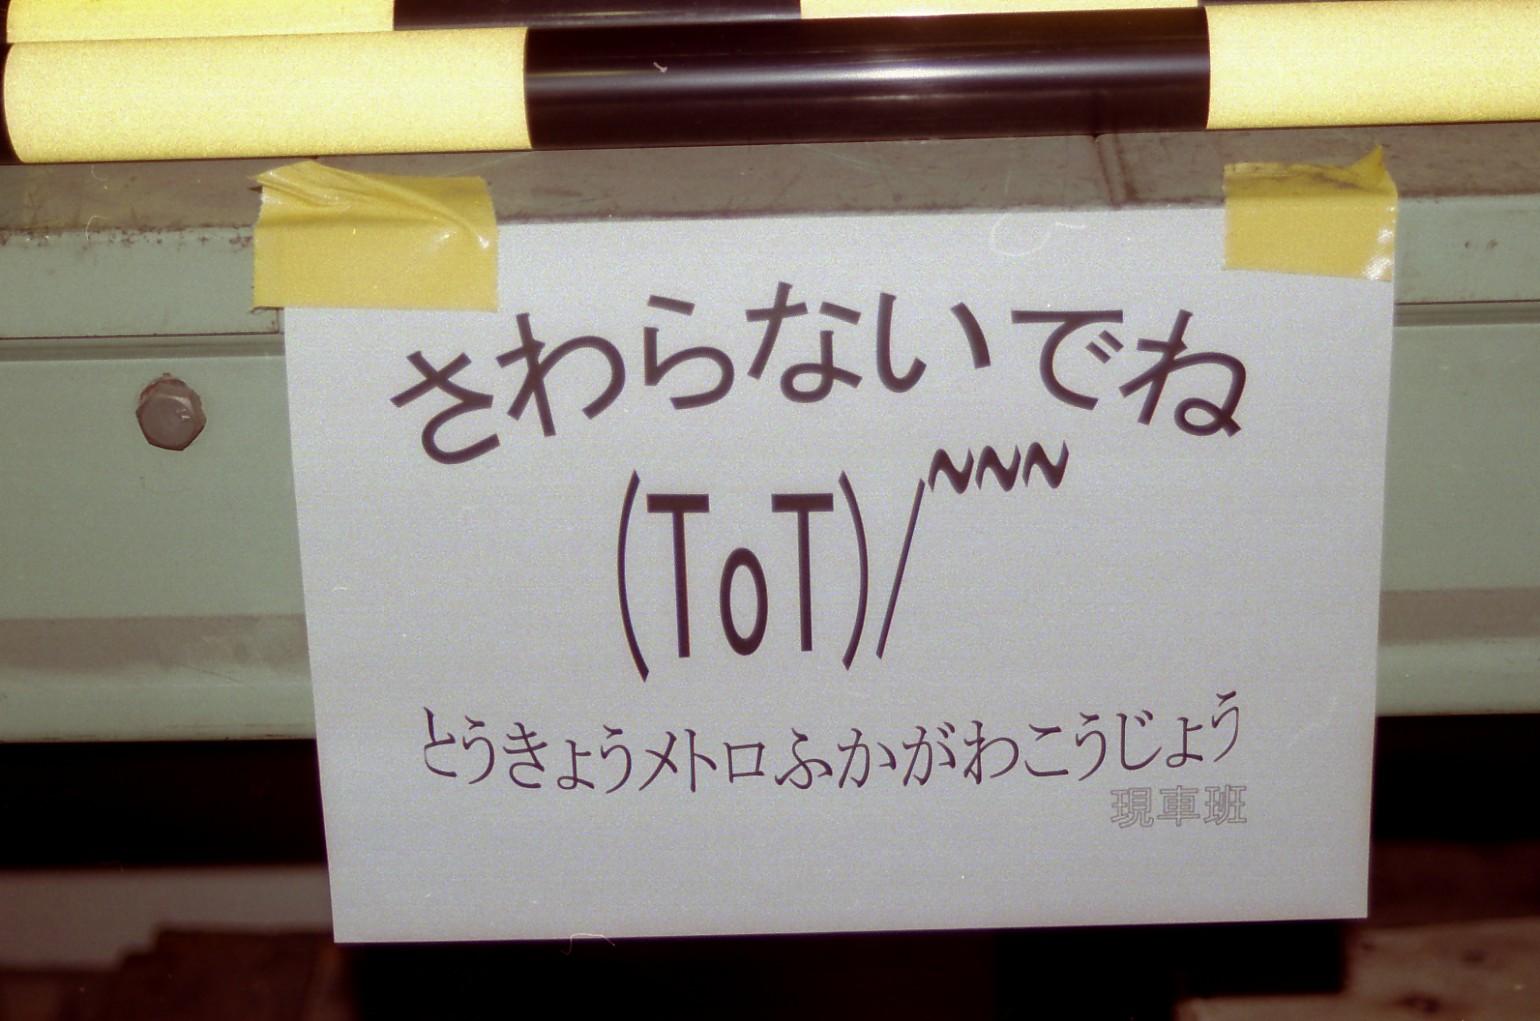 さわらないでね
(ToT)/~~~
とうきょうメトロふかがわこうじょう
現車班